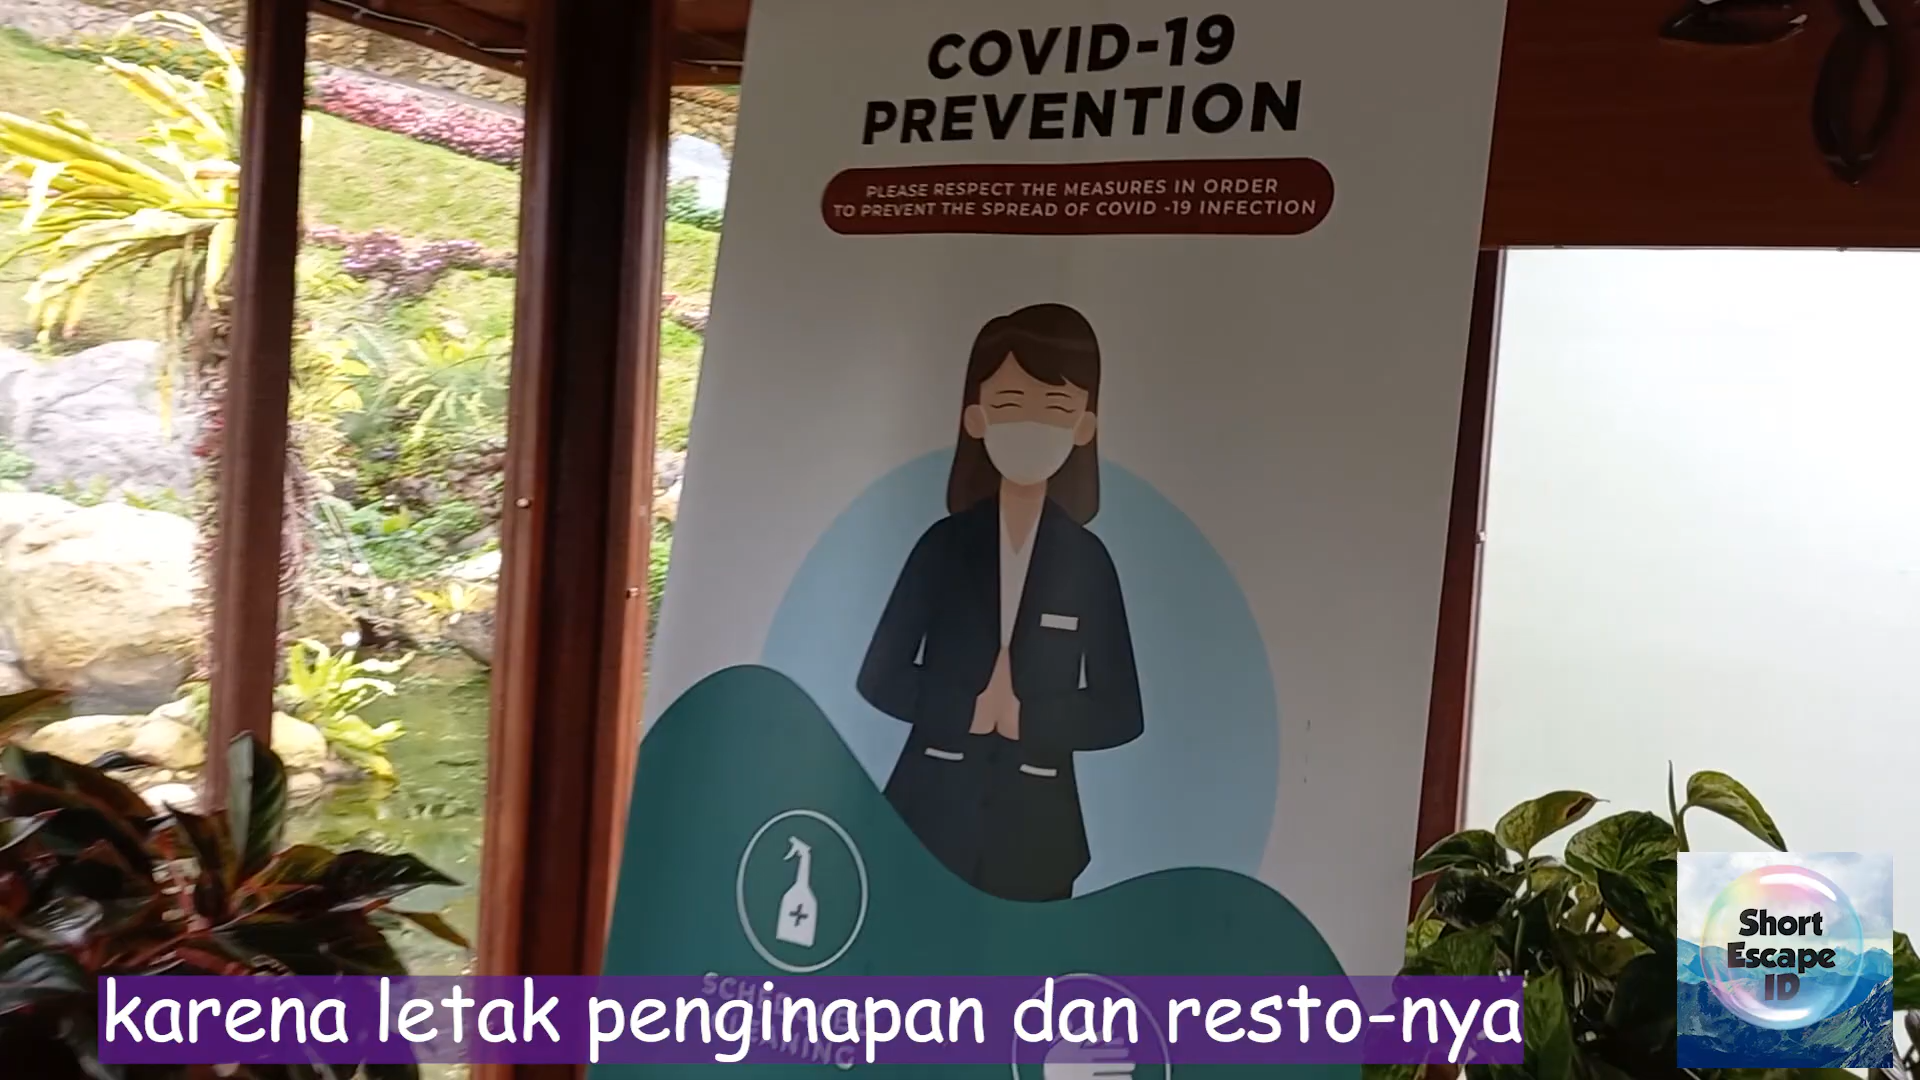 COVID-19
PREVENTION
PLEASE RESPECT THE MEASURES IN ORDER
TO PREVENT THE SPREAD OF COVID -19 INFECTION
karena letak penginapan dan resto-nya
Short
Escape
ID